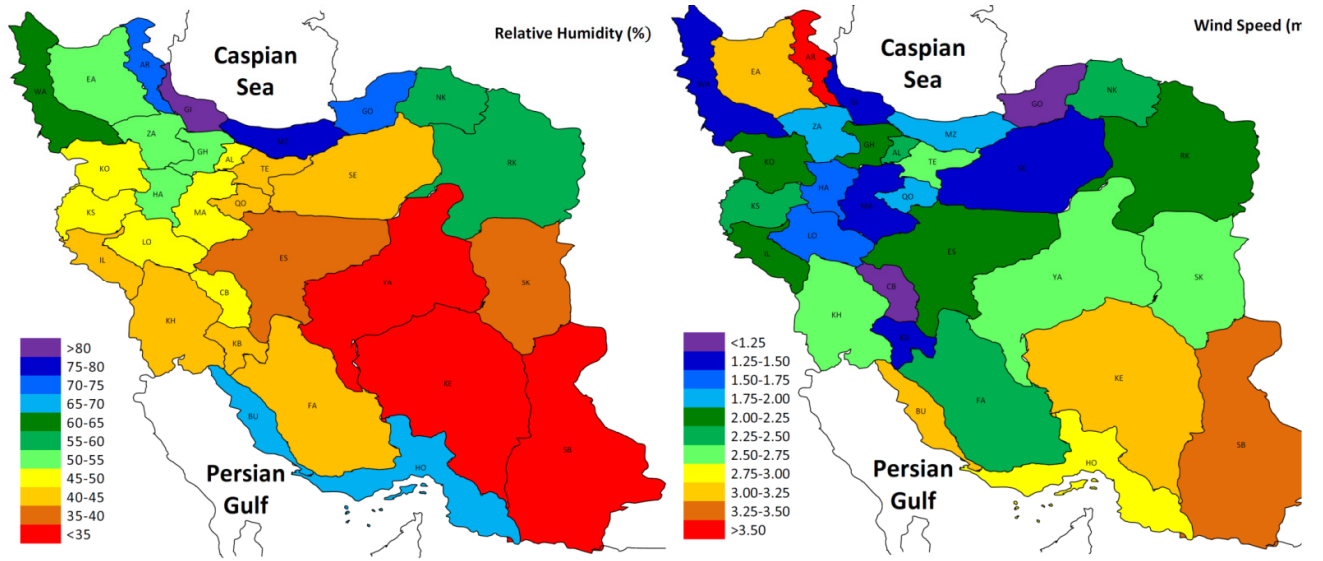 Relative Humidity (%)
Caspian
Sea
AR
EA
WA
GI
GO
NK
ZA
GH
AL
TE
SE
RK
KO
HA
QO
KS
MA
LO
IL
ES
YA
SK
CB
KH
KB
FA
KE
BU
HO
SB
Persian
Gulf
>80
75-80
70-75
65-70
60-65
55-60
50-55
45-50
40-45
35-40
<35
Wind Speed (m
Caspian
Sea
AR
EA
GO
NK
ZA
MZ
GH
AL
TE
RK
KO
HA
QO
KS
LO
IL
ES
YA
SK
CB
KH
FA
KE
BU
HO
SB
Persian
Gulf
<1.25
1.25-1.50
1.50-1.75
1.75-2.00
2.00-2.25
2.25-2.50
2.50-2.75
2.75-3.00
3.00-3.25
3.25-3.50
>3.50